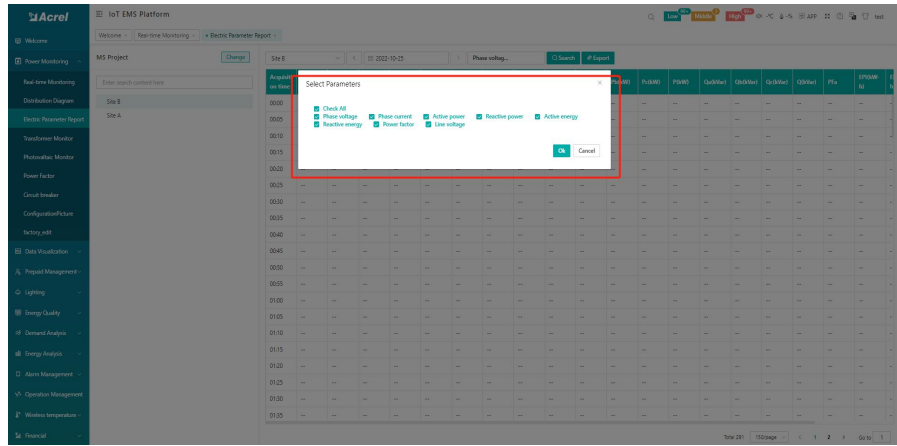 Acrel
IoT EMS Platform
Low
Middle
High
APP
test
Welcome
Welcome
Real-time Monitoring
Electric Parameter Report
Power Monitoring
MS Project
Change
Site B
2022-10-25
Phase voltag...
Search
Export
Real-time Monitoring
Enter search content here
Distribution Diagram
Site B
Electric Parameter Report
Site A
Transformer Monitor
Photovaltaic Monitor
Power Factor
Circuit breaker
ConfigurationPicture
factory_edit
Data Visualization
Prepaid Management
Lighting
Energy Quality
Demand Analysis
Energy Analysis
Alarm Management
Operation Management
Wireless temperature
Financial
Select Parameters
Check All
Phase voltage Phase current Active power Reactive power Active energy
Reactive energy Power factor Line voltage
Ok Cancel
Pc(kW) P(kW) Qa(kVar) Qb(kVar) Qc(kVar) Q(kVar) PFa EPI(kW·h)
00:00
00:05
00:10
00:15
00:20
00:25
00:30
00:35
00:40
00:45
00:50
00:55
01:00
01:05
01:10
01:15
01:20
01:25
01:30
01:35
Total 281 150/page 1 2 Go to 1